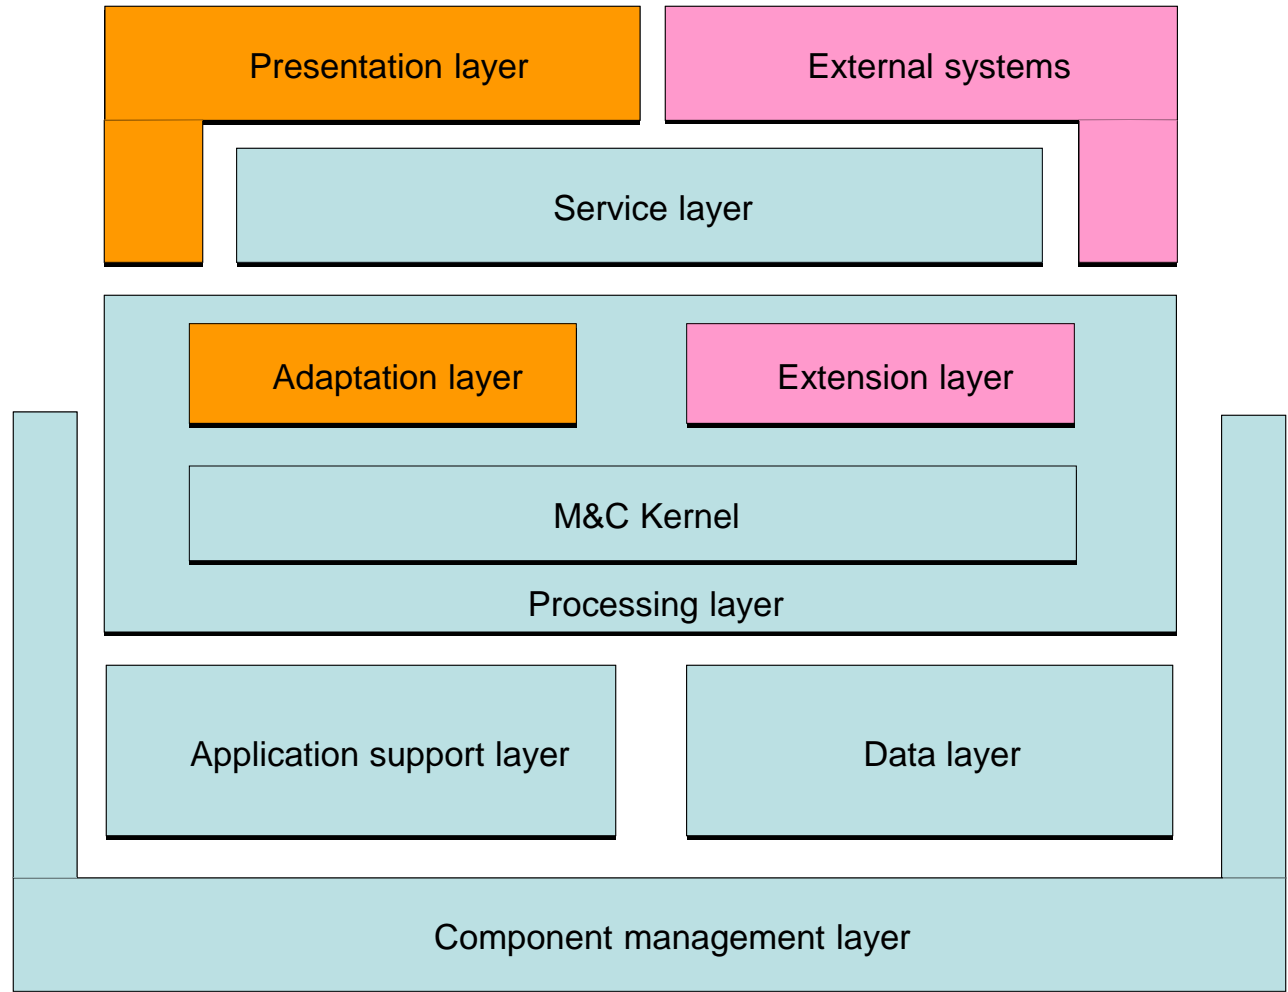 Presentation layer
External systems
Service layer
Adaptation layer
Extension layer
M&C Kernel
Processing layer
Application support layer
Data layer
Component management layer